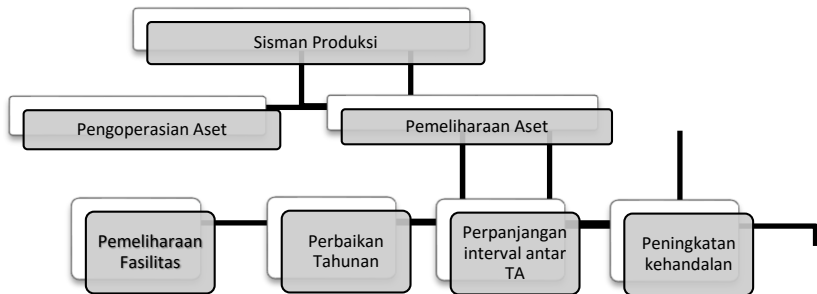 Sisman Produksi
Pengoperasian Aset
Pemeliharaan Aset
Pemeliharaan
Fasilitas
Perbaikan
Tahunan
Perpanjangan
interval antar
TA
Peningkatan
kehandalan